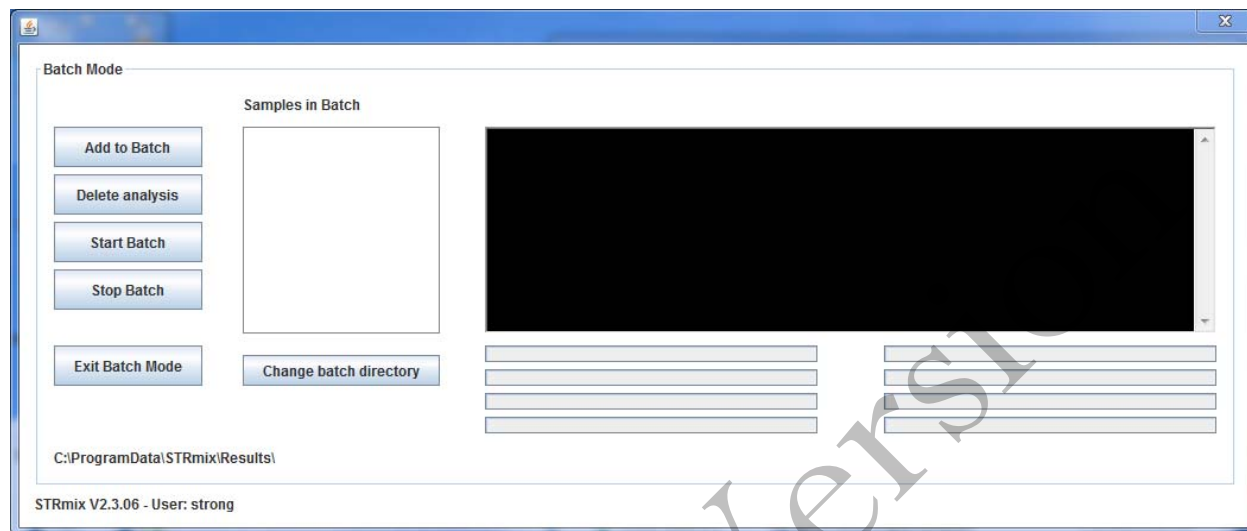 Batch Mode
Samples in Batch
Add to Batch
Delete analysis
Start Batch
Stop Batch
Exit Batch Mode
Change batch directory
C:\ProgramData\STRmix\Results\
STRmix V2.3.06 - User: strong
Version